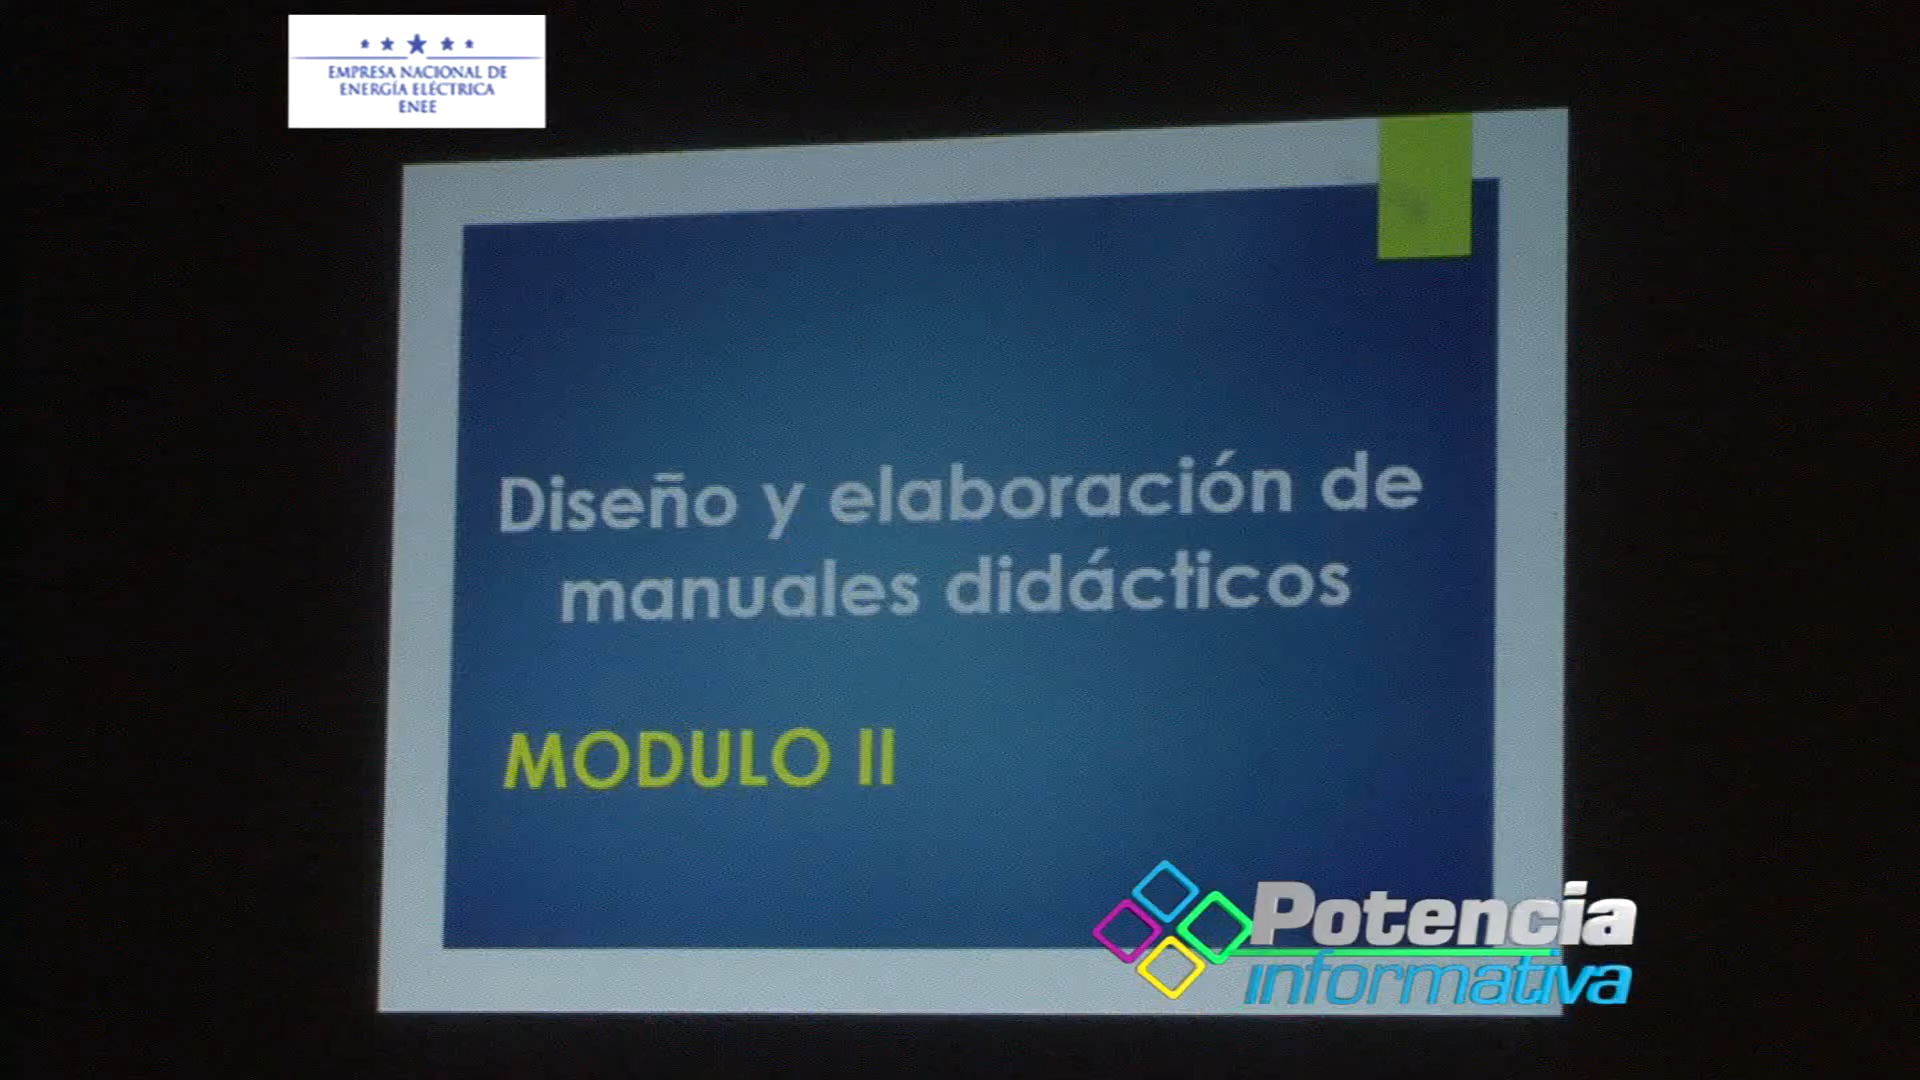 EMPRESA NACIONAL DE
ENERGÍA ELÉCTRICA
ENEE
Diseño y elaboración de
manuales didácticos
MODULO II
Potencia
informativa